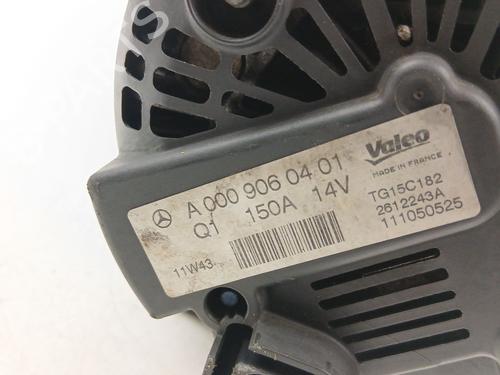 A 000 906 04 01
Q1 150A 14V
11W43
Valeo
MADE IN FRANCE
TG15C182
2612243A
111050525